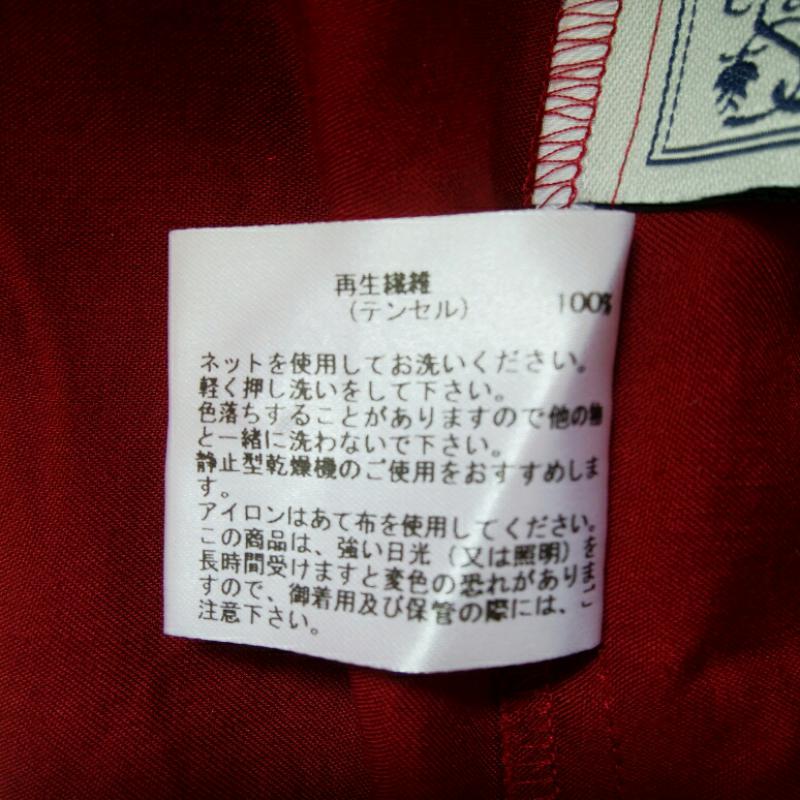 再生繊維
（テンセル） 100%
ネットを使用してお洗いください。
軽く押し洗いをして下さい。
色落ちすることがありますので他の物
と一緒に洗わないで下さい。
静止型乾燥機のご使用をおすすめしま
す。
アイロンはあて布を使用してください。
この商品は、強い日光（又は照明）を
長時間受けますと変色の恐れがありま
すので、御着用及び保管の際には、ご
注意下さい。